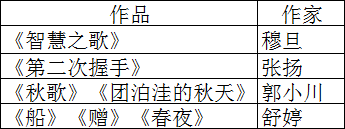 作品 作家
《智慧之歌》 穆旦
《第二次握手》 张扬
《秋歌》《团泊洼的秋天》 郭小川
《船》《赠》《春夜》 舒婷